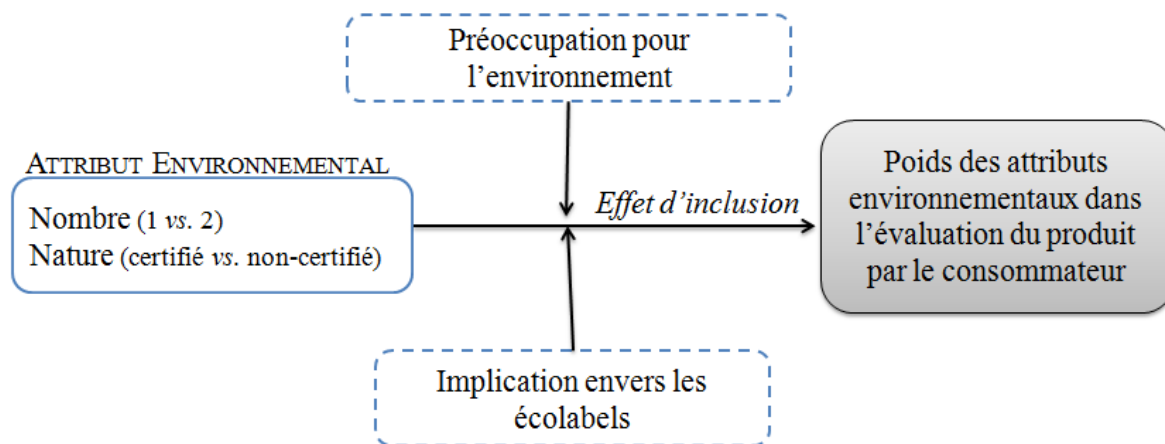 Préoccupation pour
l’environnement
ATTRIBUT ENVIRONNEMENTAL
Nombre (1 vs. 2)
Nature (certifié vs. non-certifié)
Effet d’inclusion
Poids des attributs
environnementaux dans
l’évaluation du produit
par le consommateur
Implication envers les
écolabels